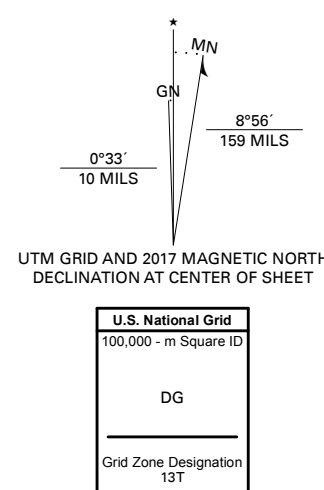 ★
MN
GN
8°56´
159 MILS
0°33´
10 MILS
UTM GRID AND 2017 MAGNETIC NORTH
DECLINATION AT CENTER OF SHEET
U.S. National Grid
100,000 - m Square ID
DG
Grid Zone Designation
13T